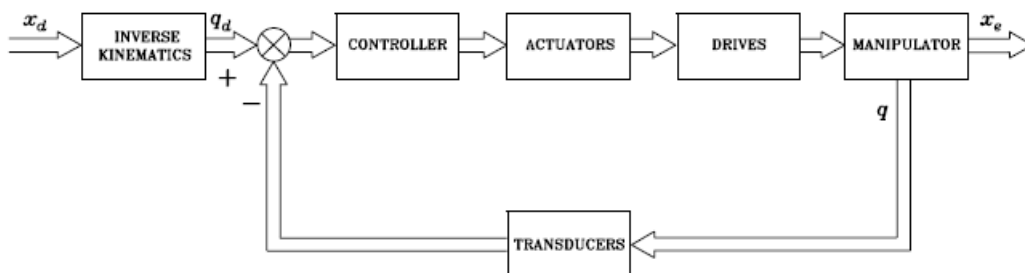 x_d
INVERSE
KINEMATICS
q_d
+
−
CONTROLLER
ACTUATORS
DRIVES
MANIPULATOR
x_e
q
TRANSDUCERS